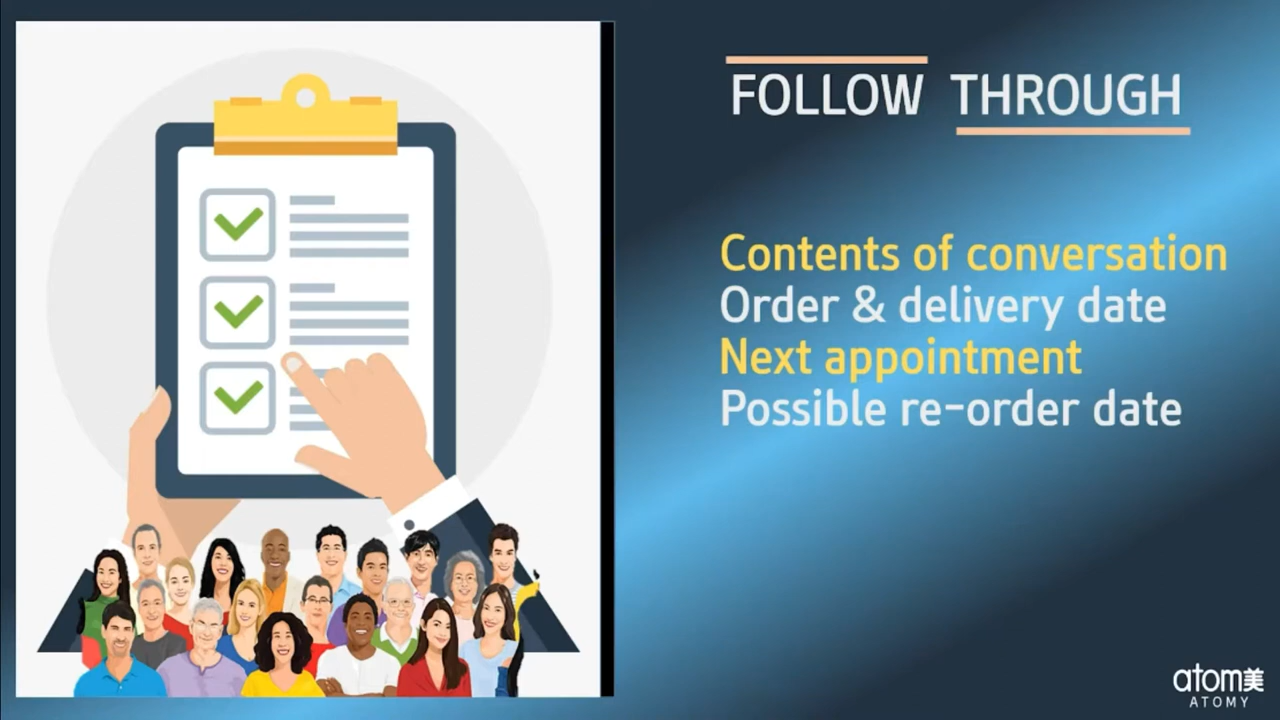 FOLLOW THROUGH
Contents of conversation
Order & delivery date
Next appointment
Possible re-order date
atom美
ATOMY